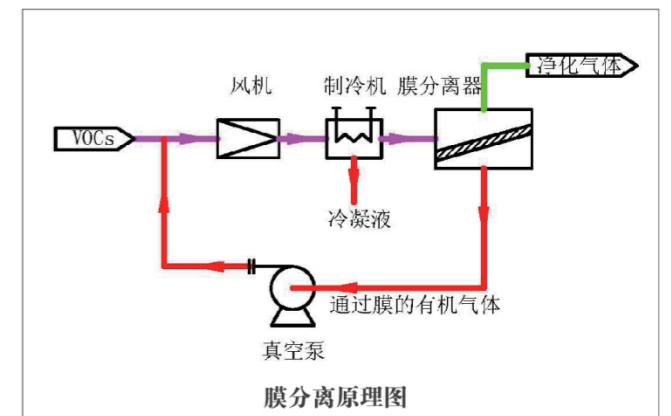 净化气体
风机
制冷机
膜分离器
VOCs
冷凝液
通过膜的有机气体
真空泵
膜分离原理图